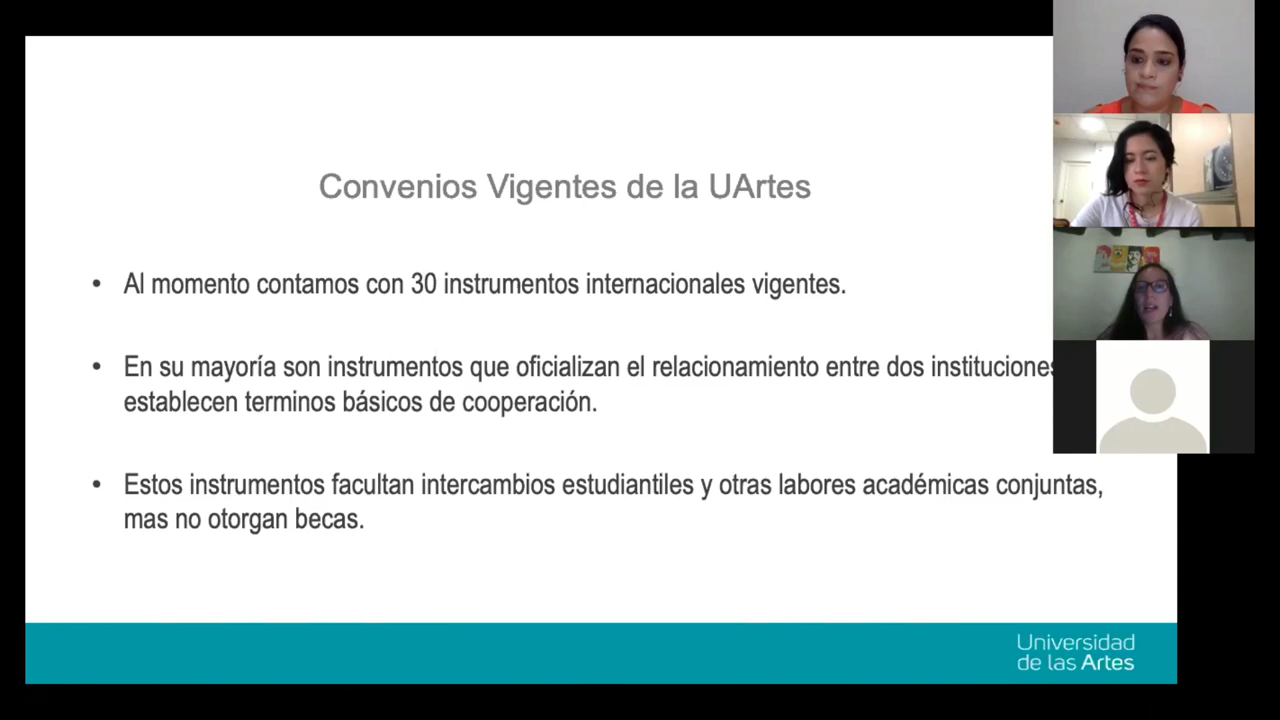 Convenios Vigentes de la UArtes
• Al momento contamos con 30 instrumentos internacionales vigentes.
• En su mayoría son instrumentos que oficializan el relacionamiento entre dos instituciones
establecen terminos básicos de cooperación.
• Estos instrumentos facultan intercambios estudiantiles y otras labores académicas conjuntas,
mas no otorgan becas.
Universidad
de las Artes